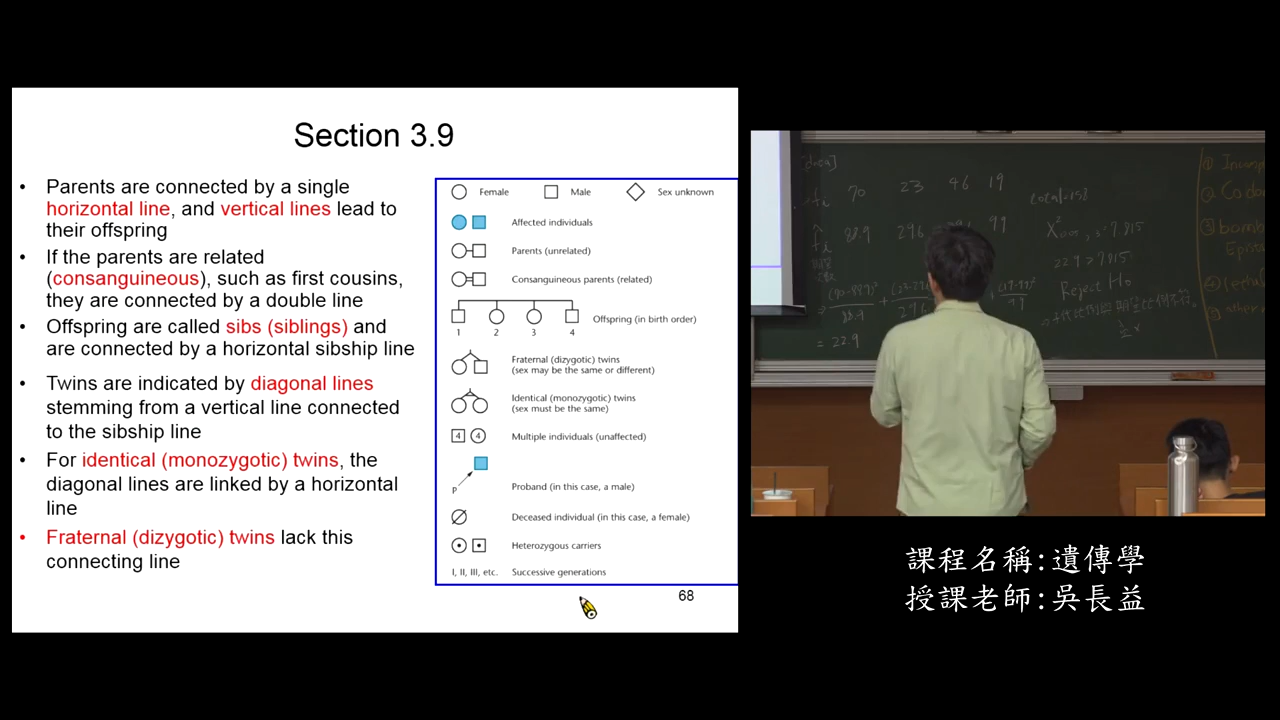 Section 3.9
• Parents are connected by a single
horizontal line, and vertical lines lead to
their offspring
• If the parents are related
(consanguineous), such as first cousins,
they are connected by a double line
• Offspring are called sibs (siblings) and
are connected by a horizontal sibship line
• Twins are indicated by diagonal lines
stemming from a vertical line connected
to the sibship line
• For identical (monozygotic) twins, the
diagonal lines are linked by a horizontal
line
• Fraternal (dizygotic) twins lack this
connecting line
Female Male Sex unknown
Affected individuals
Parents (unrelated)
Consanguineous parents (related)
Offspring (in birth order)
1 2 3 4
Fraternal (dizygotic) twins
(sex may be the same or different)
Identical (monozygotic) twins
(sex must be the same)
4 4 Multiple individuals (unaffected)
P Proband (in this case, a male)
Deceased individual (in this case, a female)
Heterozygous carriers
I, II, III, etc. Successive generations
68
70 23 46 19
total=153
9.9
22.9 > 7.815
Reject Ho
= 22.9
課程名稱:遺傳學
授課老師:吳長益